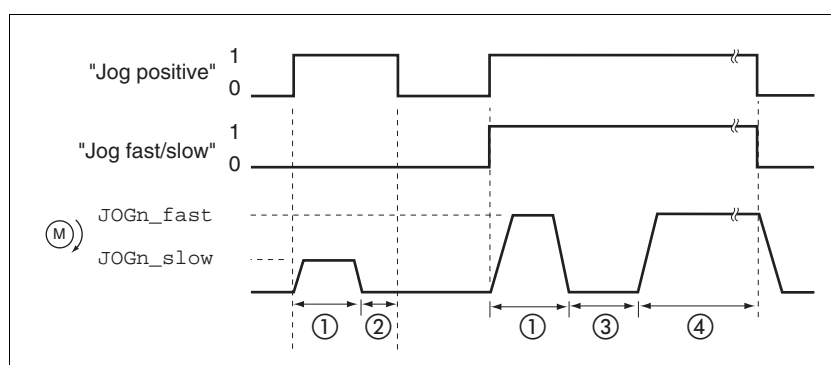 "Jog positive"
1
0
"Jog fast/slow"
1
0
M
JOGn_fast
JOGn_slow
① ② ① ③ ④